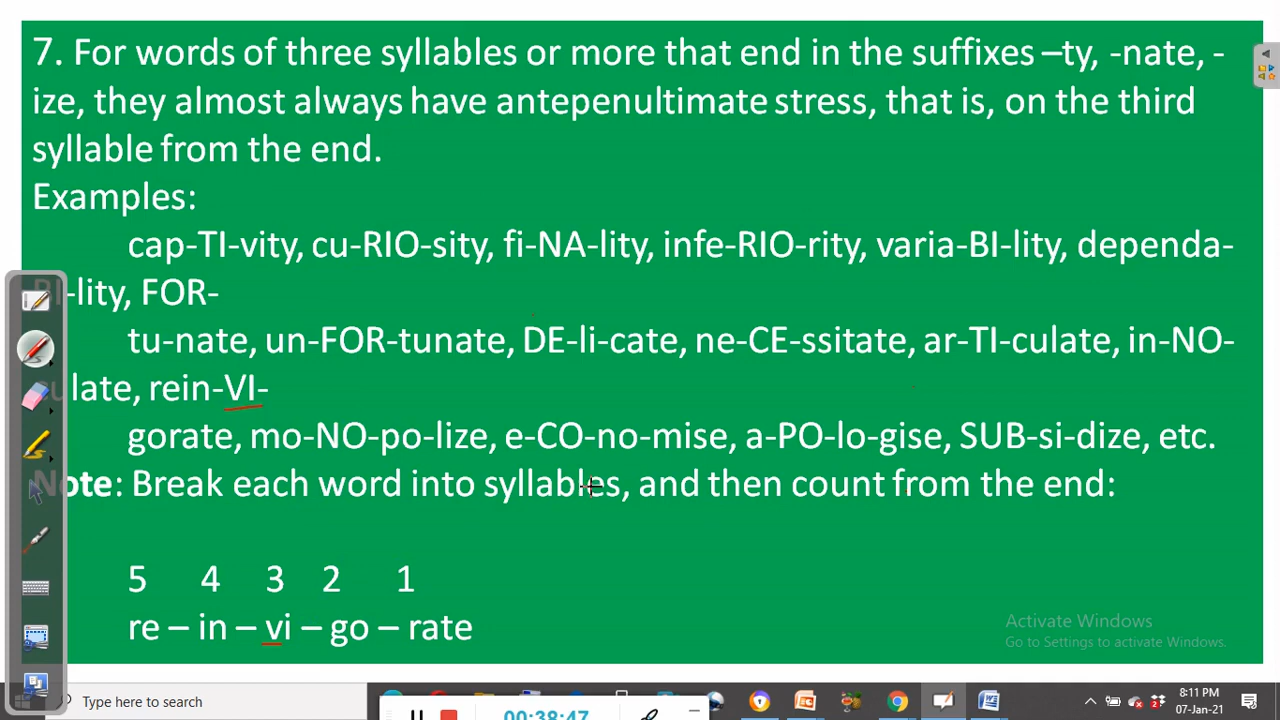 7. For words of three syllables or more that end in the suffixes –ty, -nate, -
ize, they almost always have antepenultimate stress, that is, on the third
syllable from the end.
Examples:
cap-TI-vity, cu-RIO-sity, fi-NA-lity, infe-RIO-rity, varia-BI-lity, dependa-
-lity, FOR-
tu-nate, un-FOR-tunate, DE-li-cate, ne-CE-ssitate, ar-TI-culate, in-NO-
late, rein-VI-
gorate, mo-NO-po-lize, e-CO-no-mise, a-PO-lo-gise, SUB-si-dize, etc.
Note: Break each word into syllables, and then count from the end:
5 4 3 2 1
re – in – vi – go – rate
Activate Windows
Go to Settings to activate Windows.
Type here to search
00:38:47
8:11 PM
07-Jan-21